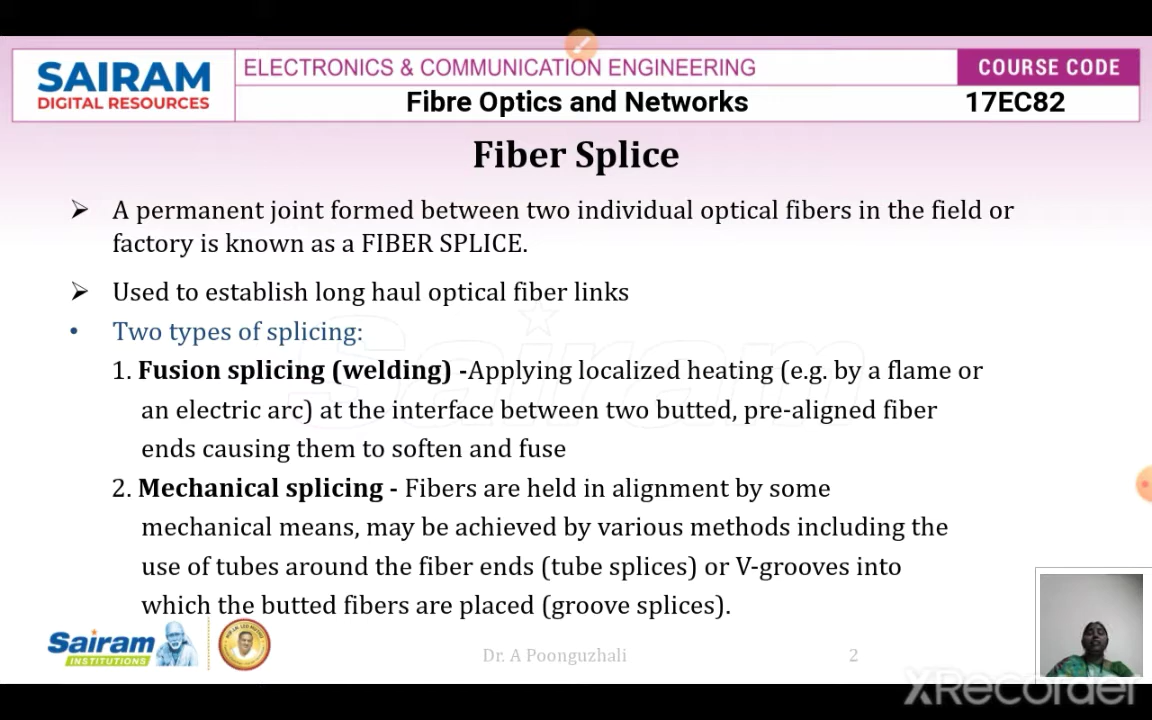 SAIRAM
DIGITAL RESOURCES
ELECTRONICS & COMMUNICATION ENGINEERING
COURSE CODE
Fibre Optics and Networks
17EC82
Fiber Splice
➢ A permanent joint formed between two individual optical fibers in the field or
factory is known as a FIBER SPLICE.
➢ Used to establish long haul optical fiber links
• Two types of splicing:
1. Fusion splicing (welding) -Applying localized heating (e.g. by a flame or
an electric arc) at the interface between two butted, pre-aligned fiber
ends causing them to soften and fuse
2. Mechanical splicing - Fibers are held in alignment by some
mechanical means, may be achieved by various methods including the
use of tubes around the fiber ends (tube splices) or V-grooves into
which the butted fibers are placed (groove splices).
Sairam
Sairam
INSTITUTIONS
Dr. A Poonguzhali
2
XRecorder